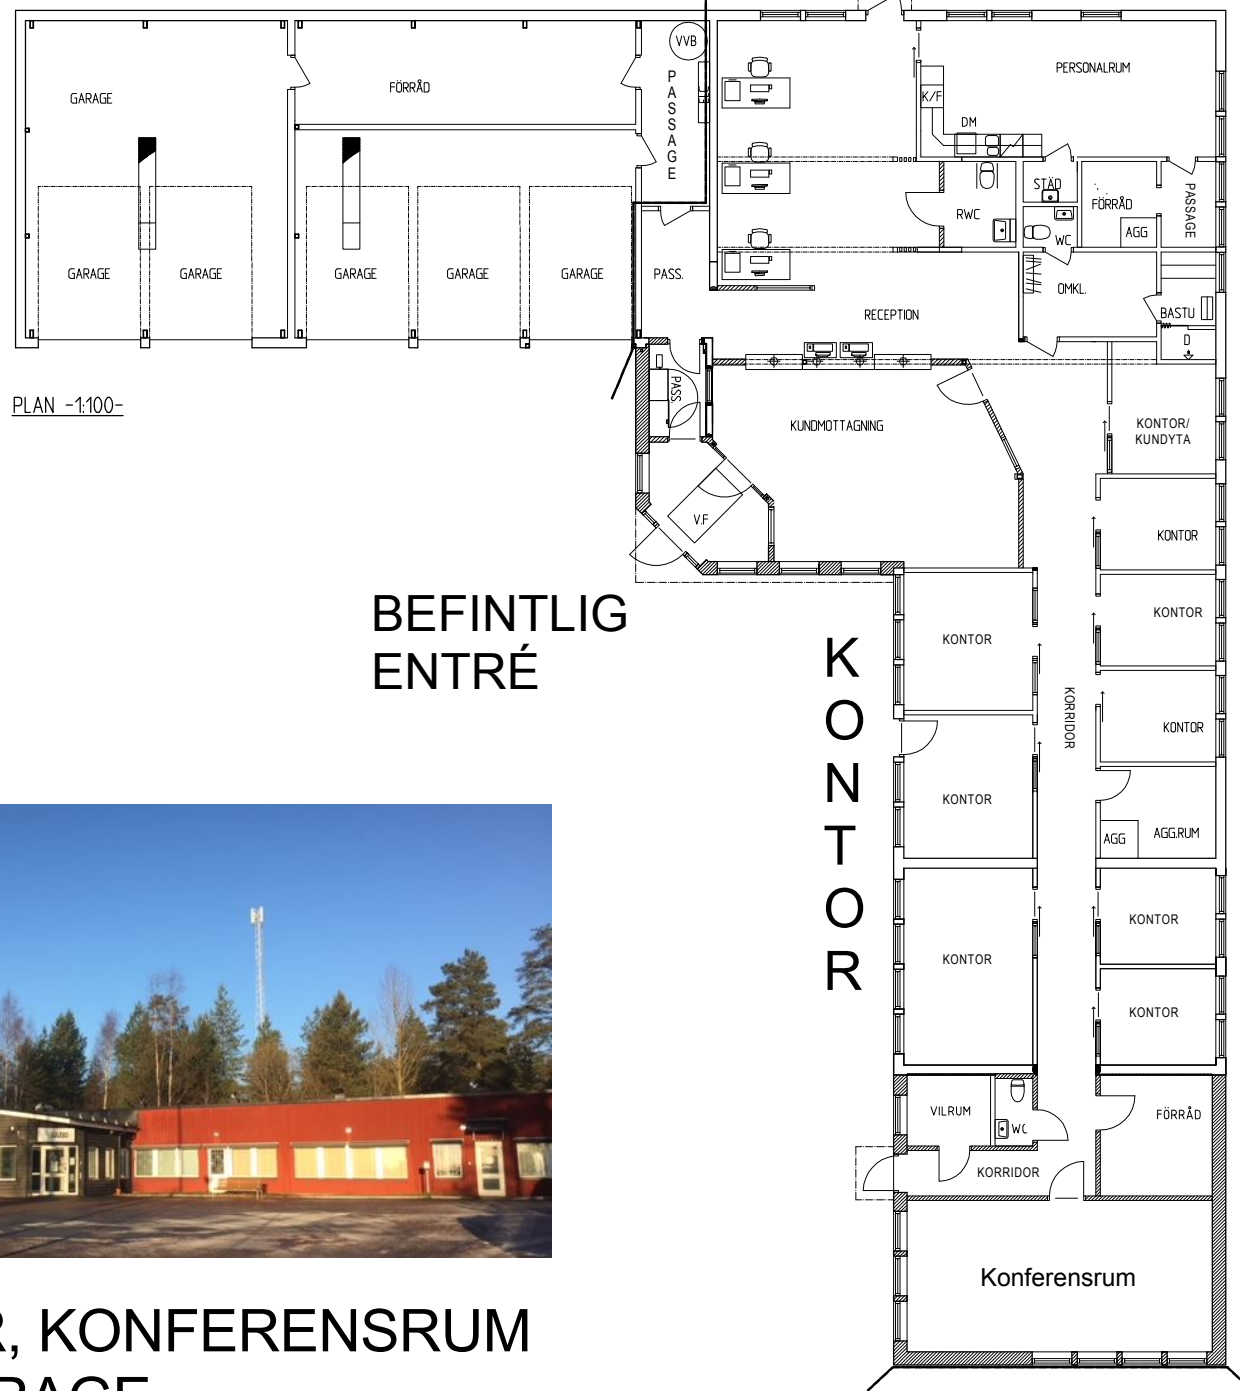 VVB
PASSAGE
GARAGE
FÖRRÅD
PERSONALRUM
K/F
DM
STÄD
FÖRRÅD
PASSAGE
RWC
WC
AGG
GARAGE
GARAGE
GARAGE
GARAGE
GARAGE
PASS.
OMKL.
RECEPTION
BASTU
D
PASS.
PLAN -1:100-
KUNDMOTTAGNING
KONTOR/
KUNDYTA
V.F
KONTOR
BEFINTLIG
ENTRÉ
KONTOR
KONTOR
KONTOR
KORRIDOR
KONTOR
KONTOR
AGG
AGG.RUM
KONTOR
KONTOR
KONTOR
VILRUM
WC
FÖRRÅD
KORRIDOR
Konferensrum
, KONFERENSRUM